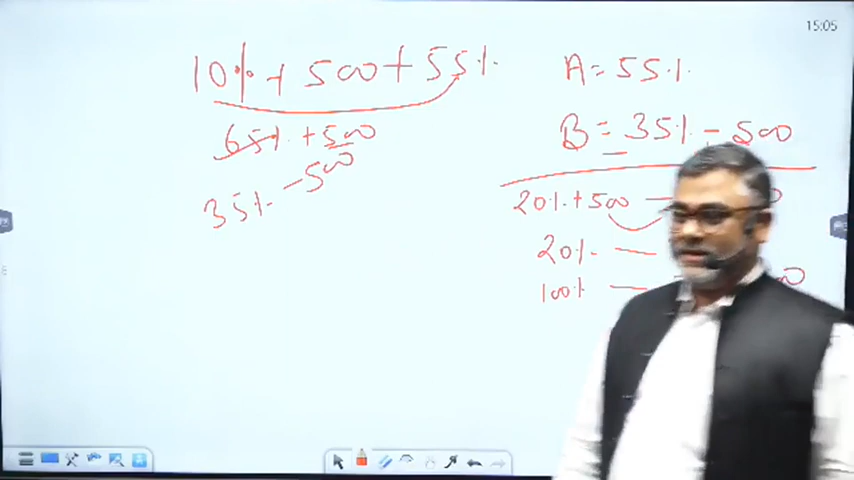 15:05
10% + 500 + 55%
65% + 500
35% - 500
A = 55%
B = 35% - 500
20% + 500 —
20% —
100% —